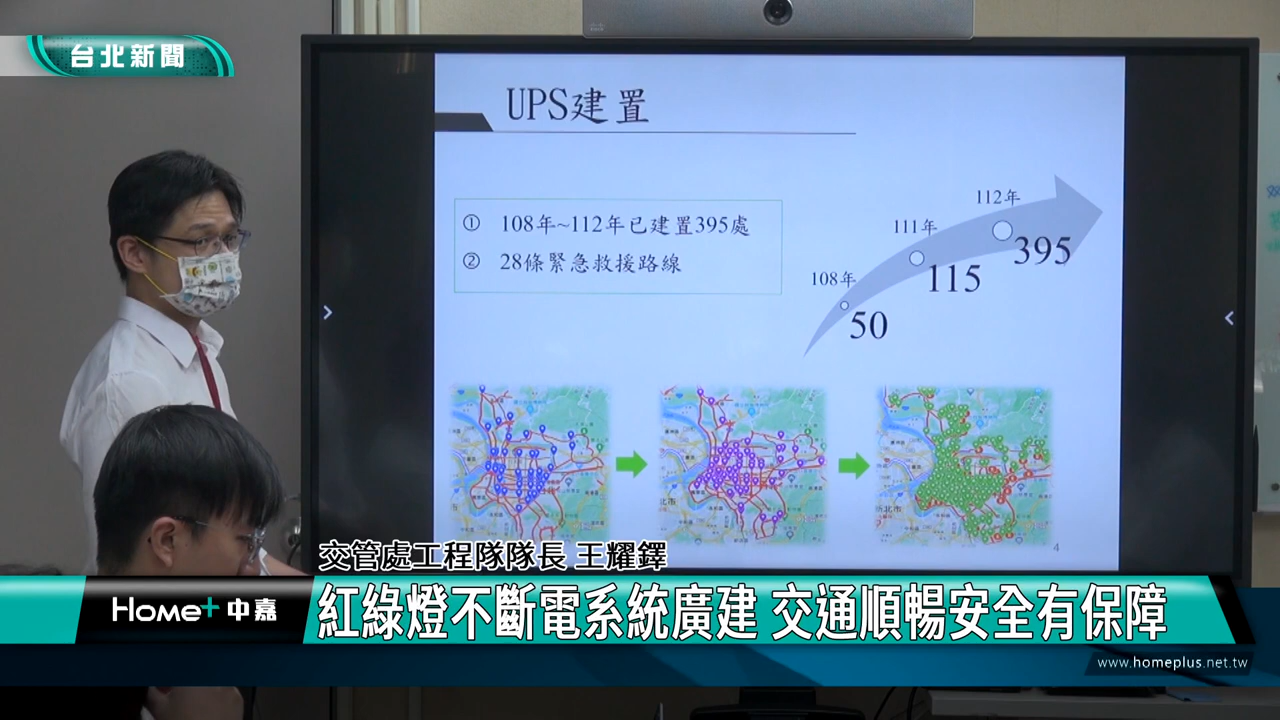 台北新聞
UPS建置
① 108年~112年已建置395處
② 28條緊急救援路線
108年
50
111年
115
112年
395
4
交管處工程隊隊長 王耀鐸
Home+中嘉
紅綠燈不斷電系統廣建 交通順暢安全有保障
www.homeplus.net.tw